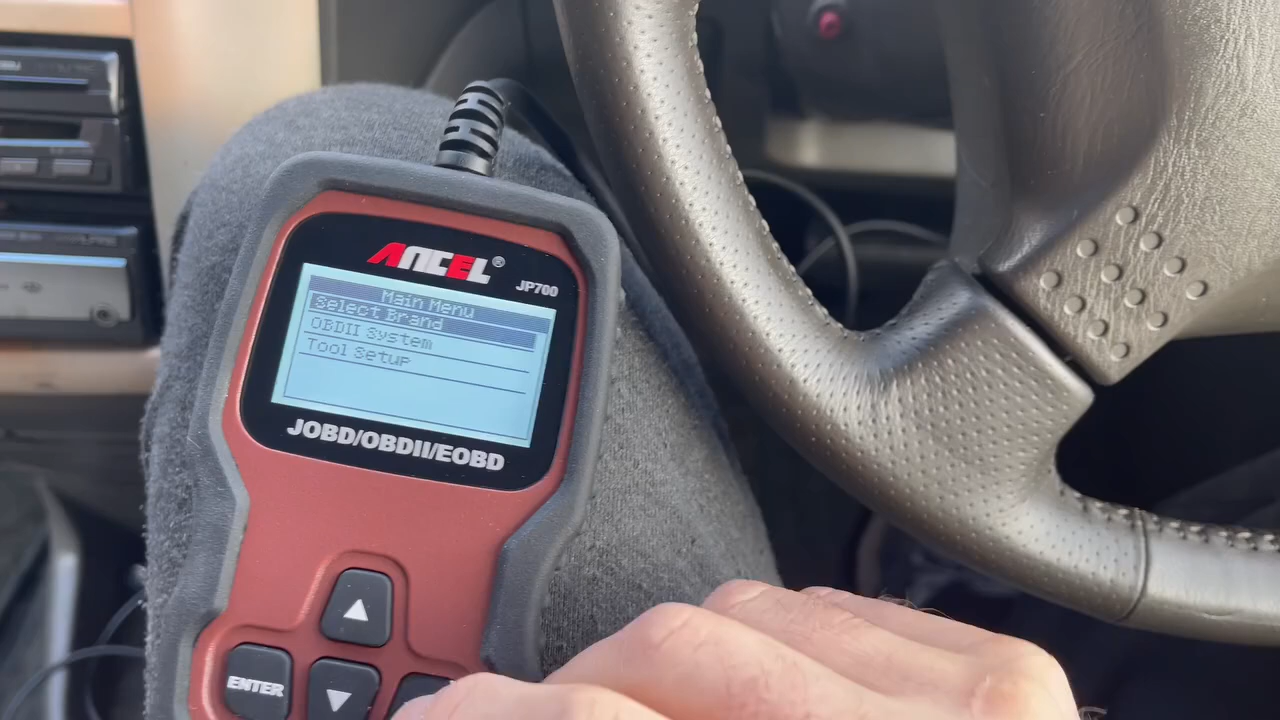 ANCEL®
JP700
Main Menu
Select Brand
OBDII System
Tool Setup
JOBD/OBDII/EOBD
ENTER